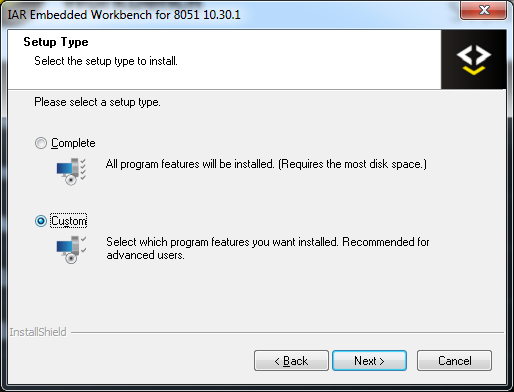 IAR Embedded Workbench for 8051 10.30.1
Setup Type
Select the setup type to install.
Please select a setup type.
Complete
All program features will be installed. (Requires the most disk space.)
Custom
Select which program features you want installed. Recommended for
advanced users.
InstallShield
< Back
Next >
Cancel